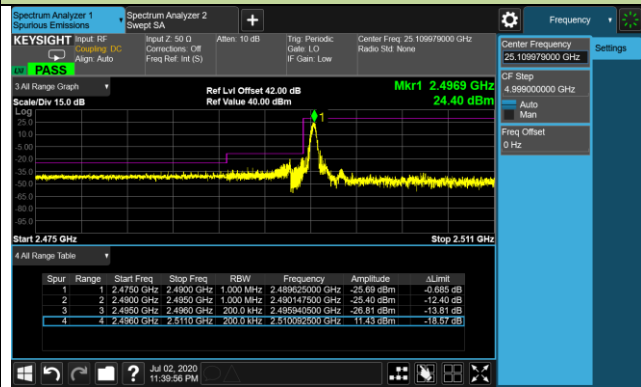 Spectrum Analyzer 1
Spurious Emissions
Spectrum Analyzer 2
Swept SA
Frequency
KEYSIGHT
Input: RF
Coupling: DC
Align: Auto
Input Z: 50 Ω
Corrections: Off
Freq Ref: Int (S)
Atten: 10 dB
Trig: Periodic
Gate: LO
IF Gain: Low
Center Freq: 25.109979000 GHz
Radio Std: None
LW PASS
Center Frequency
25.109979000 GHz
Settings
CF Step
4.999000000 GHz
Auto
Man
Freq Offset
0 Hz
3 All Range Graph
Scale/Div 15.0 dB
Ref Lvl Offset 42.00 dB
Ref Value 40.00 dBm
Mkr1 2.4969 GHz
24.40 dBm
Log
25.0
10.0
-5.00
-20.0
-35.0
-50.0
-65.0
-80.0
-95.0
1
Start 2.475 GHz
Stop 2.511 GHz
4 All Range Table
Spur Range Start Freq Stop Freq RBW Frequency Amplitude ΔLimit
1 1 2.4750 GHz 2.4900 GHz 1.000 MHz 2.489625000 GHz -25.69 dBm -0.685 dB
2 2 2.4900 GHz 2.4950 GHz 1.000 MHz 2.490147500 GHz -25.40 dBm -12.40 dB
3 3 2.4950 GHz 2.4960 GHz 200.0 kHz 2.495940500 GHz -26.81 dBm -13.81 dB
4 4 2.4960 GHz 2.5110 GHz 200.0 kHz 2.510092500 GHz 11.43 dBm -18.57 dB
?
Jul 02, 2020
11:39:56 PM